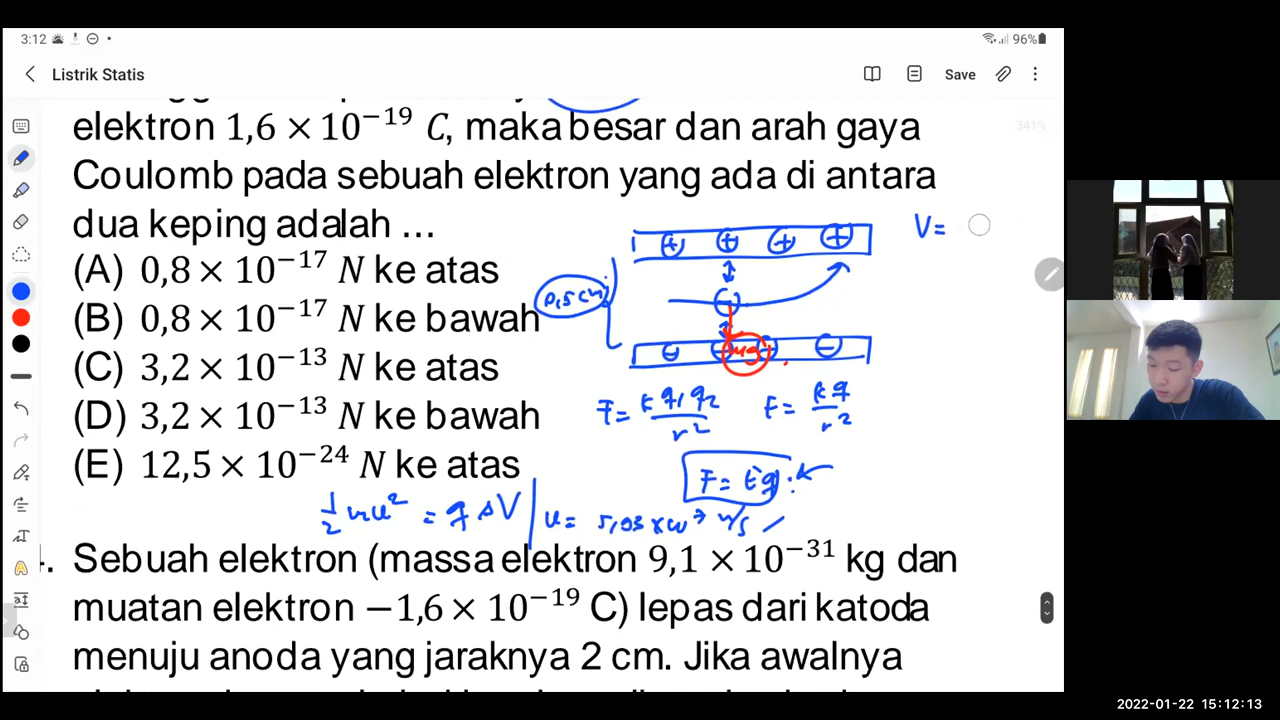 3:12
96%
Listrik Statis
Save
341%
elektron 1,6 × 10⁻¹⁹ C, maka besar dan arah gaya
Coulomb pada sebuah elektron yang ada di antara
dua keping adalah ...
V=
(A) 0,8 × 10⁻¹⁷ N ke atas
0,5 cm
(B) 0,8 × 10⁻¹⁷ N ke bawah
(C) 3,2 × 10⁻¹³ N ke atas
(D) 3,2 × 10⁻¹³ N ke bawah
F = k q₁ q₂ / r²
F = k q / r²
(E) 12,5 × 10⁻²⁴ N ke atas
F = Eq
½ mu² = q ΔV
Sebuah elektron (massa elektron 9,1 × 10⁻³¹ kg dan
muatan elektron −1,6 × 10⁻¹⁹ C) lepas dari katoda
menuju anoda yang jaraknya 2 cm. Jika awalnya
2022-01-22 15:12:13